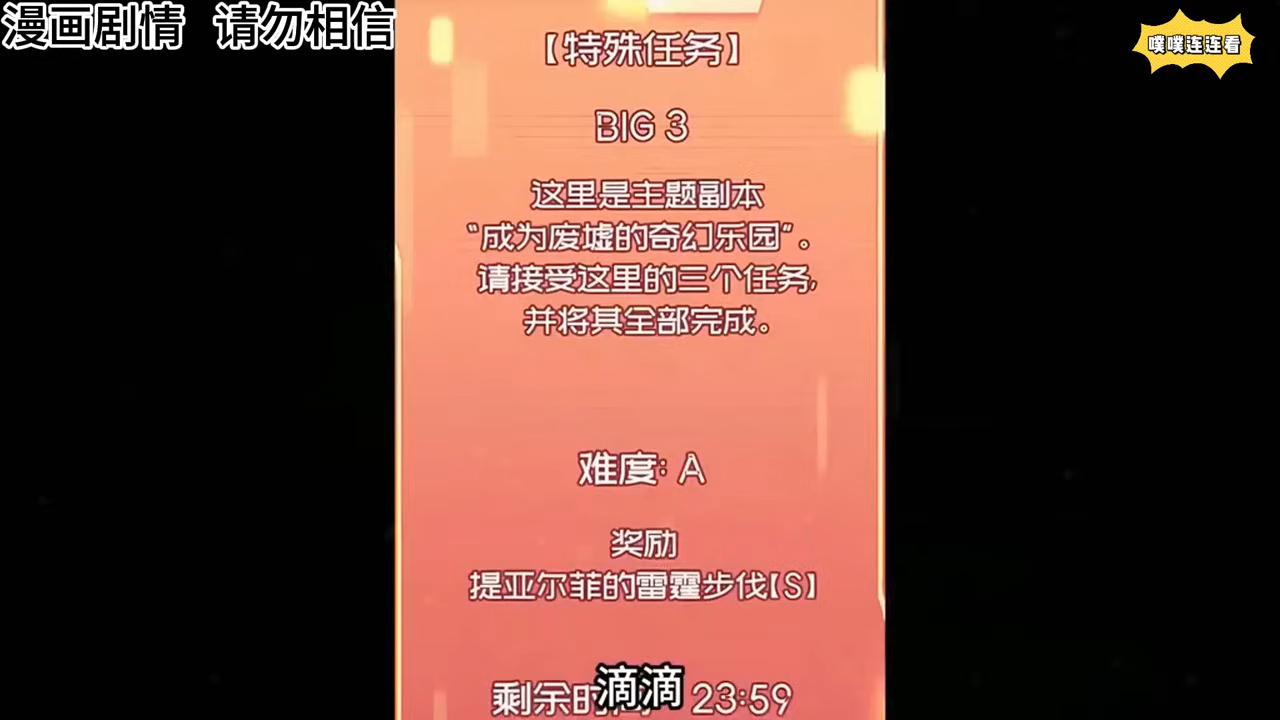 漫画剧情 请勿相信
噗噗连连看
【特殊任务】
BIG 3
这里是主题副本
“成为废墟的奇幻乐园”。
请接受这里的三个任务,
并将其全部完成。
难度: A
奖励
提亚尔菲的雷霆步伐【S】
剩余时 23:59
滴滴